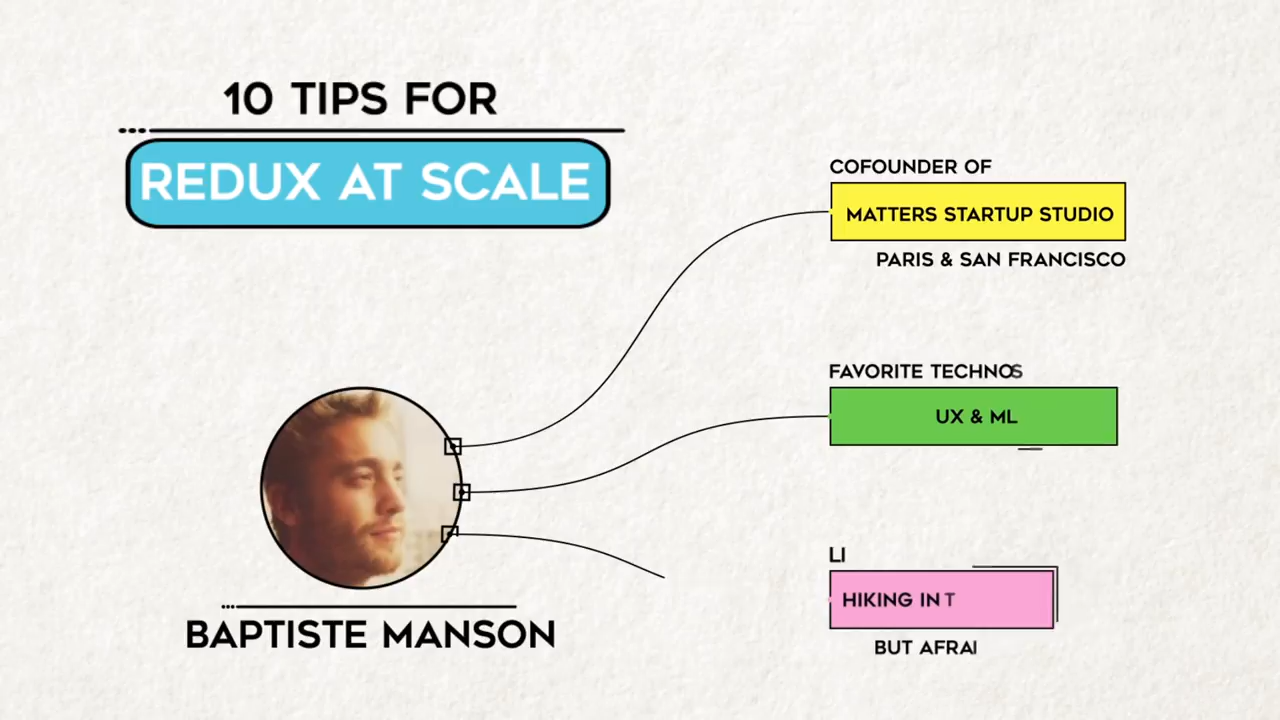 10 TIPS FOR
REDUX AT SCALE
COFOUNDER OF
MATTERS STARTUP STUDIO
PARIS & SAN FRANCISCO
FAVORITE TECHNOS
UX & ML
LI
HIKING IN T
BUT AFRAI
BAPTISTE MANSON